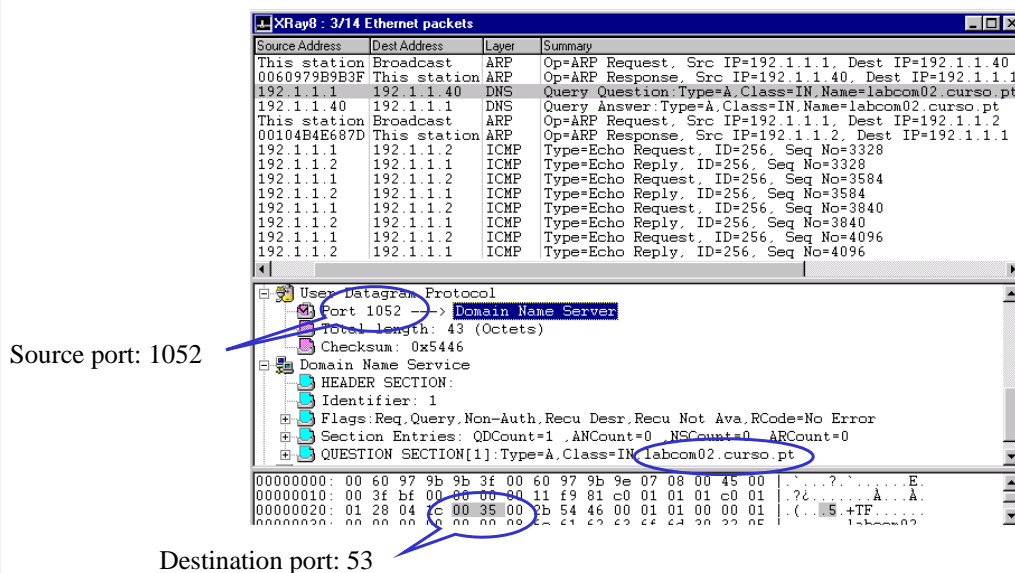 XRay8 : 3/14 Ethernet packets
Source Address Dest Address Layer Summary
This station Broadcast ARP Op=ARP Request, Src IP=192.1.1.1, Dest IP=192.1.1.40
0060979B9B3F This station ARP Op=ARP Response, Src IP=192.1.1.40, Dest IP=192.1.1.1
192.1.1.1 192.1.1.40 DNS Query Question:Type=A,Class=IN,Name=labcom02.curso.pt
192.1.1.40 192.1.1.1 DNS Query Answer:Type=A,Class=IN,Name=labcom02.curso.pt
This station Broadcast ARP Op=ARP Request, Src IP=192.1.1.1, Dest IP=192.1.1.2
00104B4E687D This station ARP Op=ARP Response, Src IP=192.1.1.2, Dest IP=192.1.1.1
192.1.1.1 192.1.1.2 ICMP Type=Echo Request, ID=256, Seq No=3328
192.1.1.2 192.1.1.1 ICMP Type=Echo Reply, ID=256, Seq No=3328
192.1.1.1 192.1.1.2 ICMP Type=Echo Request, ID=256, Seq No=3584
192.1.1.2 192.1.1.1 ICMP Type=Echo Reply, ID=256, Seq No=3584
192.1.1.1 192.1.1.2 ICMP Type=Echo Request, ID=256, Seq No=3840
192.1.1.2 192.1.1.1 ICMP Type=Echo Reply, ID=256, Seq No=3840
192.1.1.1 192.1.1.2 ICMP Type=Echo Request, ID=256, Seq No=4096
192.1.1.2 192.1.1.1 ICMP Type=Echo Reply, ID=256, Seq No=4096
User Datagram Protocol
Port 1052 ---> Domain Name Server
Total length: 43 (Octets)
Checksum: 0x5446
Source port: 1052
Domain Name Service
HEADER SECTION:
Identifier: 1
Flags:Req,Query,Non-Auth,Recu Desr,Recu Not Ava,RCode=No Error
Section Entries: QDCount=1 ,ANCount=0 ,NSCount=0 ,ARCount=0
QUESTION SECTION[1]:Type=A,Class=IN,labcom02.curso.pt
00000000: 00 60 97 9b 9b 3f 00 60 97 9b 9e 07 08 00 45 00 |.`...?.`......E.
00000010: 00 3f bf 00 00 00 80 11 f9 81 c0 01 01 01 c0 01 |.?¿.......À...À.
00000020: 01 28 04 1c 00 35 00 2b 54 46 00 01 01 00 00 01 |.(...5.+TF......
Destination port: 53